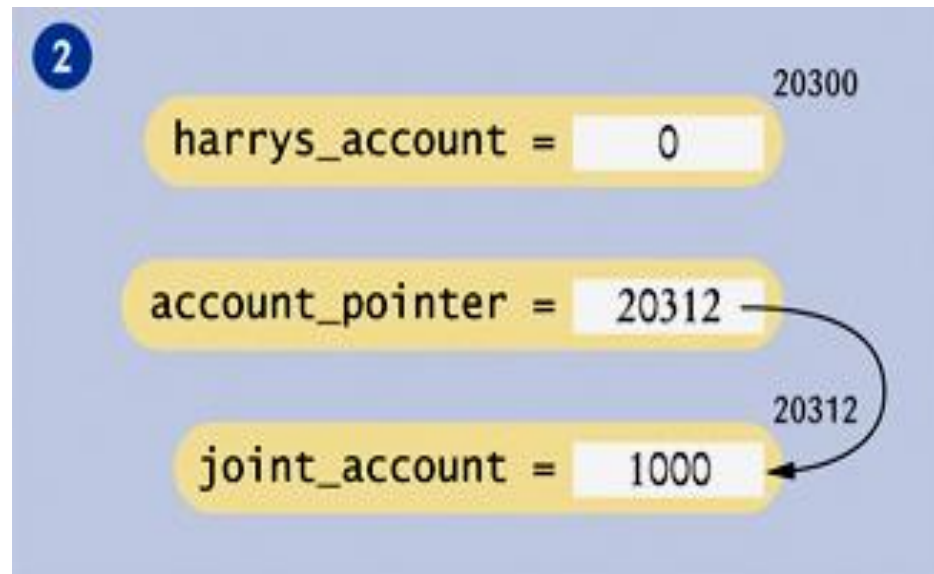 2
20300
harrys_account = 0
account_pointer = 20312
20312
joint_account = 1000